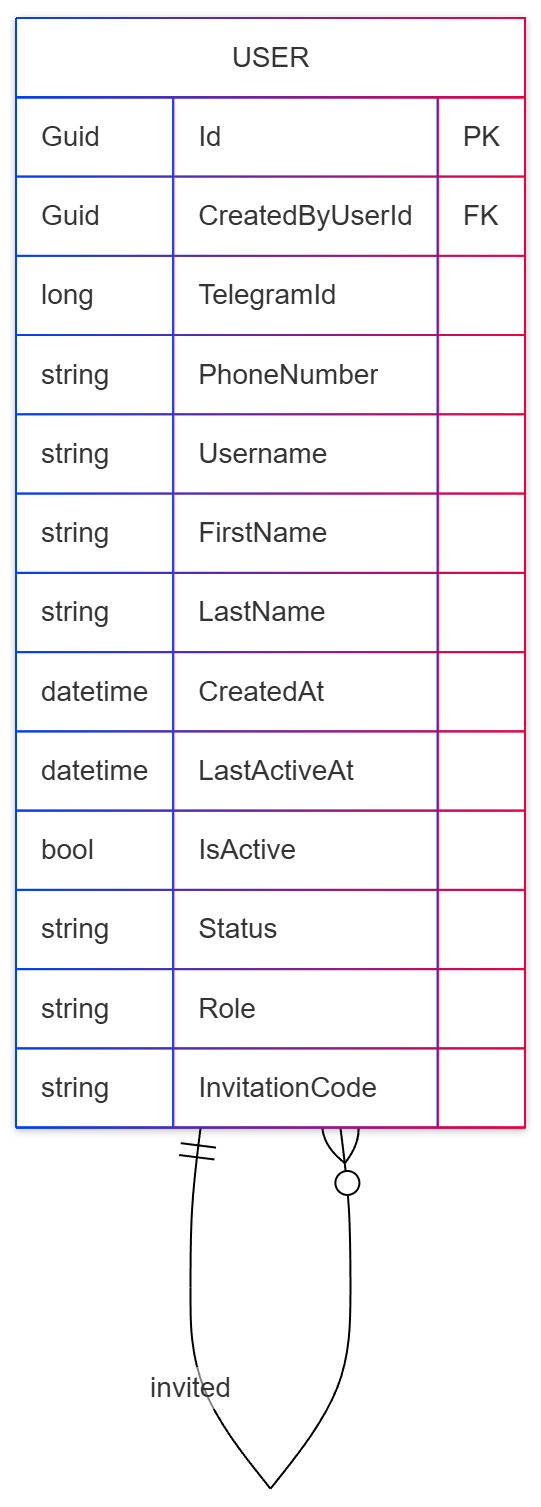 USER
Guid Id PK
Guid CreatedByUserId FK
long TelegramId
string PhoneNumber
string Username
string FirstName
string LastName
datetime CreatedAt
datetime LastActiveAt
bool IsActive
string Status
string Role
string InvitationCode
invited